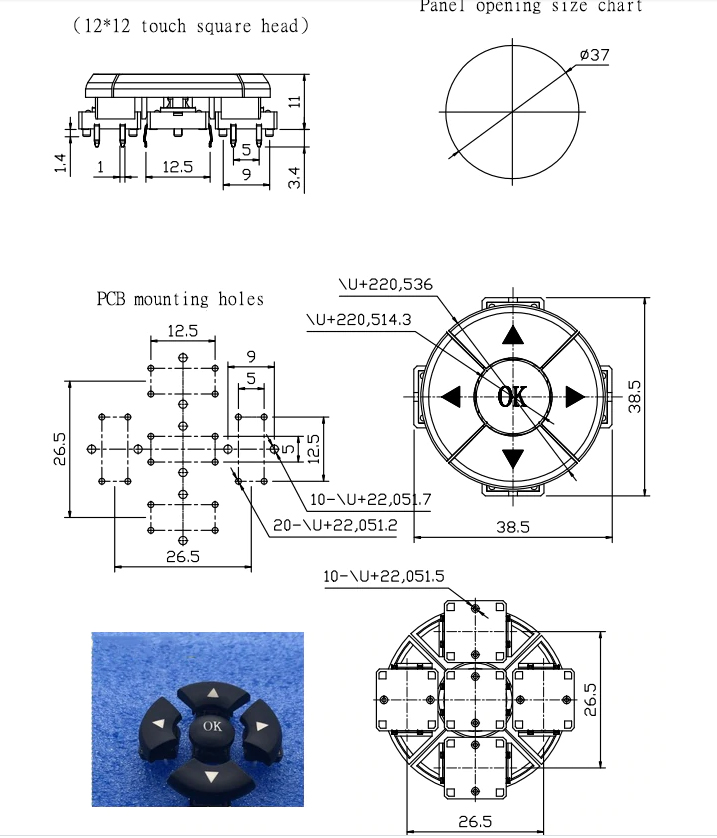 Panel opening size chart
(12*12 touch square head)
Ø37
11
1.4
1
12.5
5
9
3.4
\U+220,536
PCB mounting holes
\U+220,514.3
12.5
9
5
OK
38.5
26.5
5
12.5
10-\U+22,051.7
20-\U+22,051.2
38.5
26.5
10-\U+22,051.5
OK
26.5
26.5